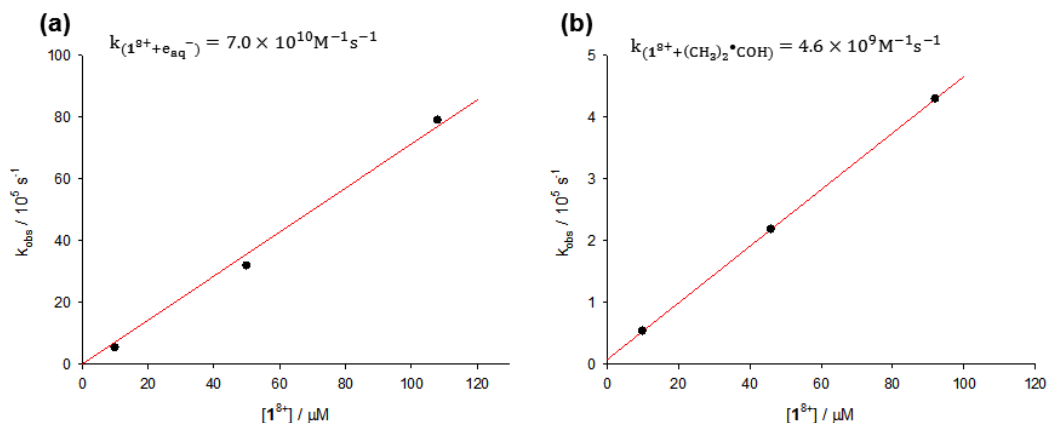 (a)
k(𝟏⁸⁺+eaq⁻) = 7.0 × 10¹⁰M⁻¹s⁻¹
100
80
60
40
20
0
kobs / 10⁵ s⁻¹
0 20 40 60 80 100 120
[1⁸⁺] / μM
(b)
k(𝟏⁸⁺+(CH₃)₂•COH) = 4.6 × 10⁹M⁻¹s⁻¹
5
4
3
2
1
0
kobs / 10⁵ s⁻¹
0 20 40 60 80 100 120
[1⁸⁺] / μM